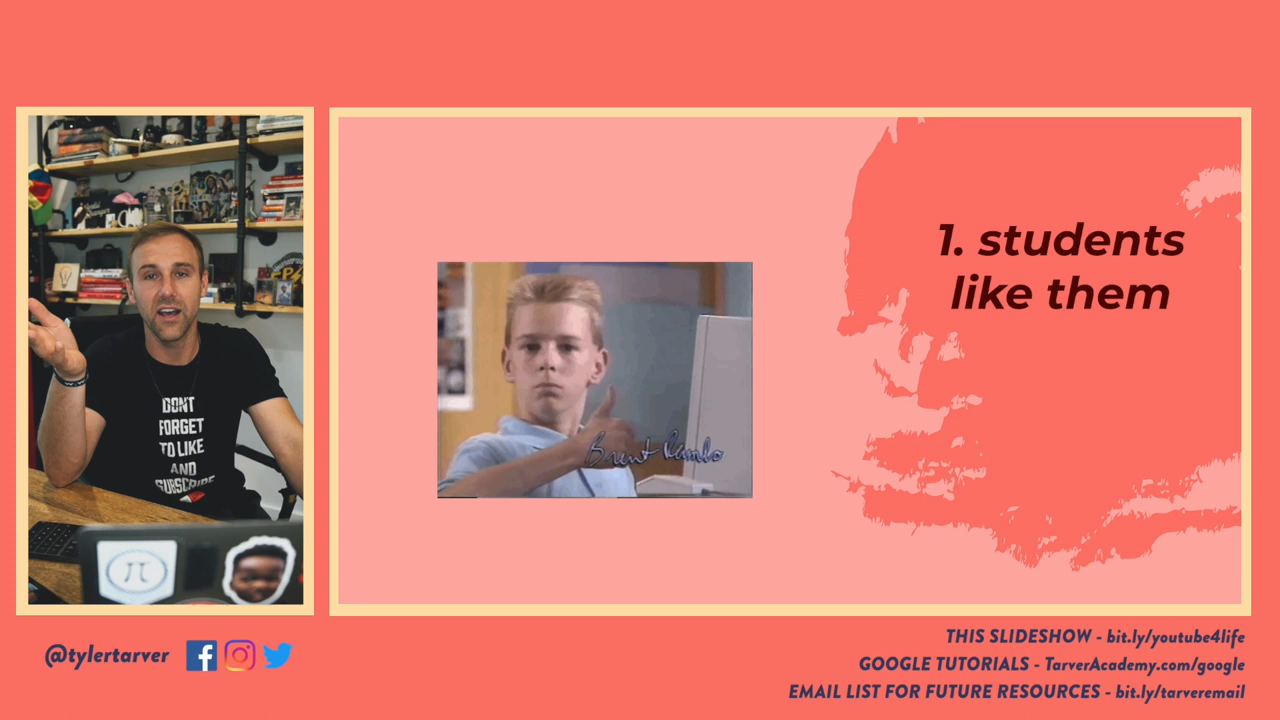 DON'T
FORGET
TO LIKE
AND
SUBSCRIBE
π
Brent Rambo
1. students
like them
@tylertarver
THIS SLIDESHOW - bit.ly/youtube4life
GOOGLE TUTORIALS - TarverAcademy.com/google
EMAIL LIST FOR FUTURE RESOURCES - bit.ly/tarveremail